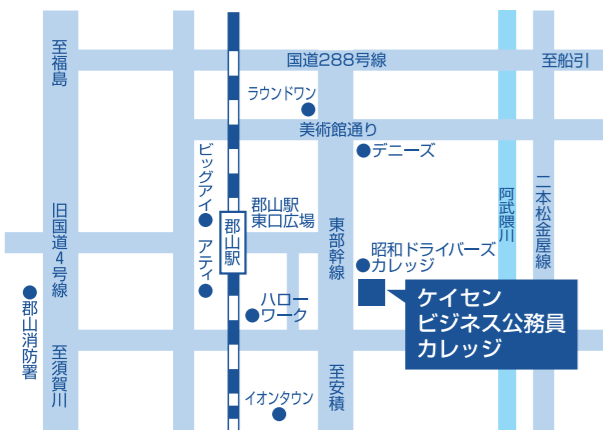 至福島
国道288号線
至船引
ラウンドワン
美術館通り
デニーズ
ビッグアイ
郡山駅
東口広場
旧国道4号線
郡山駅
アティ
東部幹線
昭和ドライバーズ
カレッジ
阿武隈川
二本松金屋線
郡山消防署
ハロー
ワーク
ケイセン
ビジネス公務員
カレッジ
至須賀川
イオンタウン
至安積